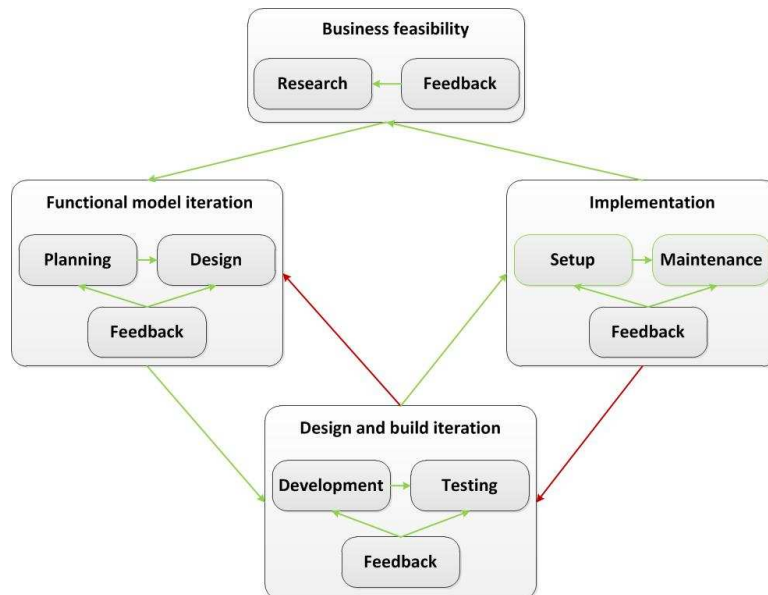 Business feasibility
Research
Feedback
Functional model iteration
Planning
Design
Feedback
Implementation
Setup
Maintenance
Feedback
Design and build iteration
Development
Testing
Feedback